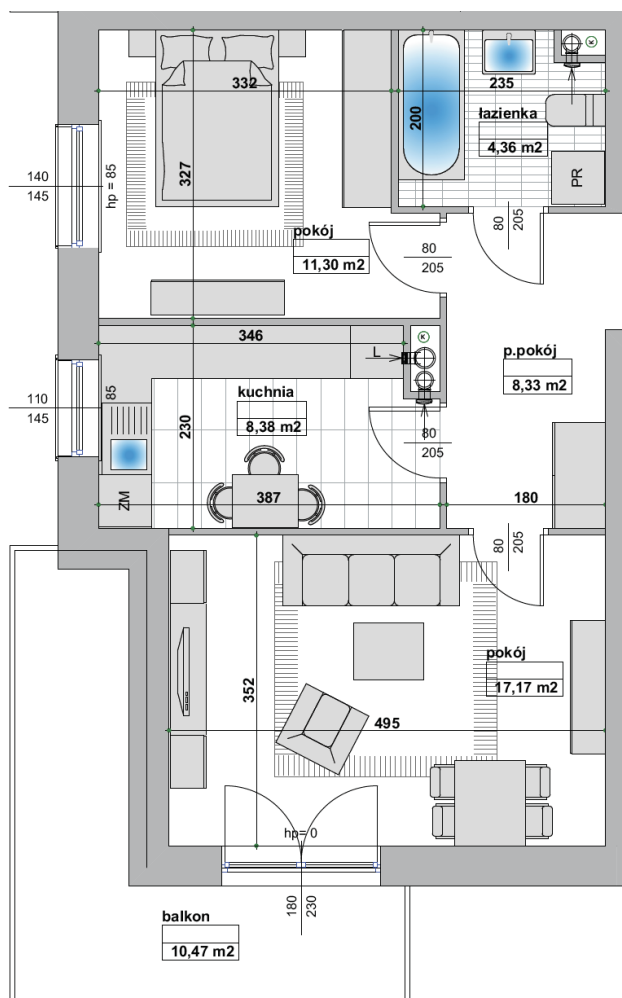 332
235
200
łazienka
4,36 m2
PR
140
145
hp = 85
327
pokój
11,30 m2
80
205
80
205
K
K
346
L
p.pokój
8,33 m2
110
145
85
kuchnia
8,38 m2
230
80
205
ZM
387
180
80
205
pokój
17,17 m2
352
495
hp= 0
180
230
balkon
10,47 m2